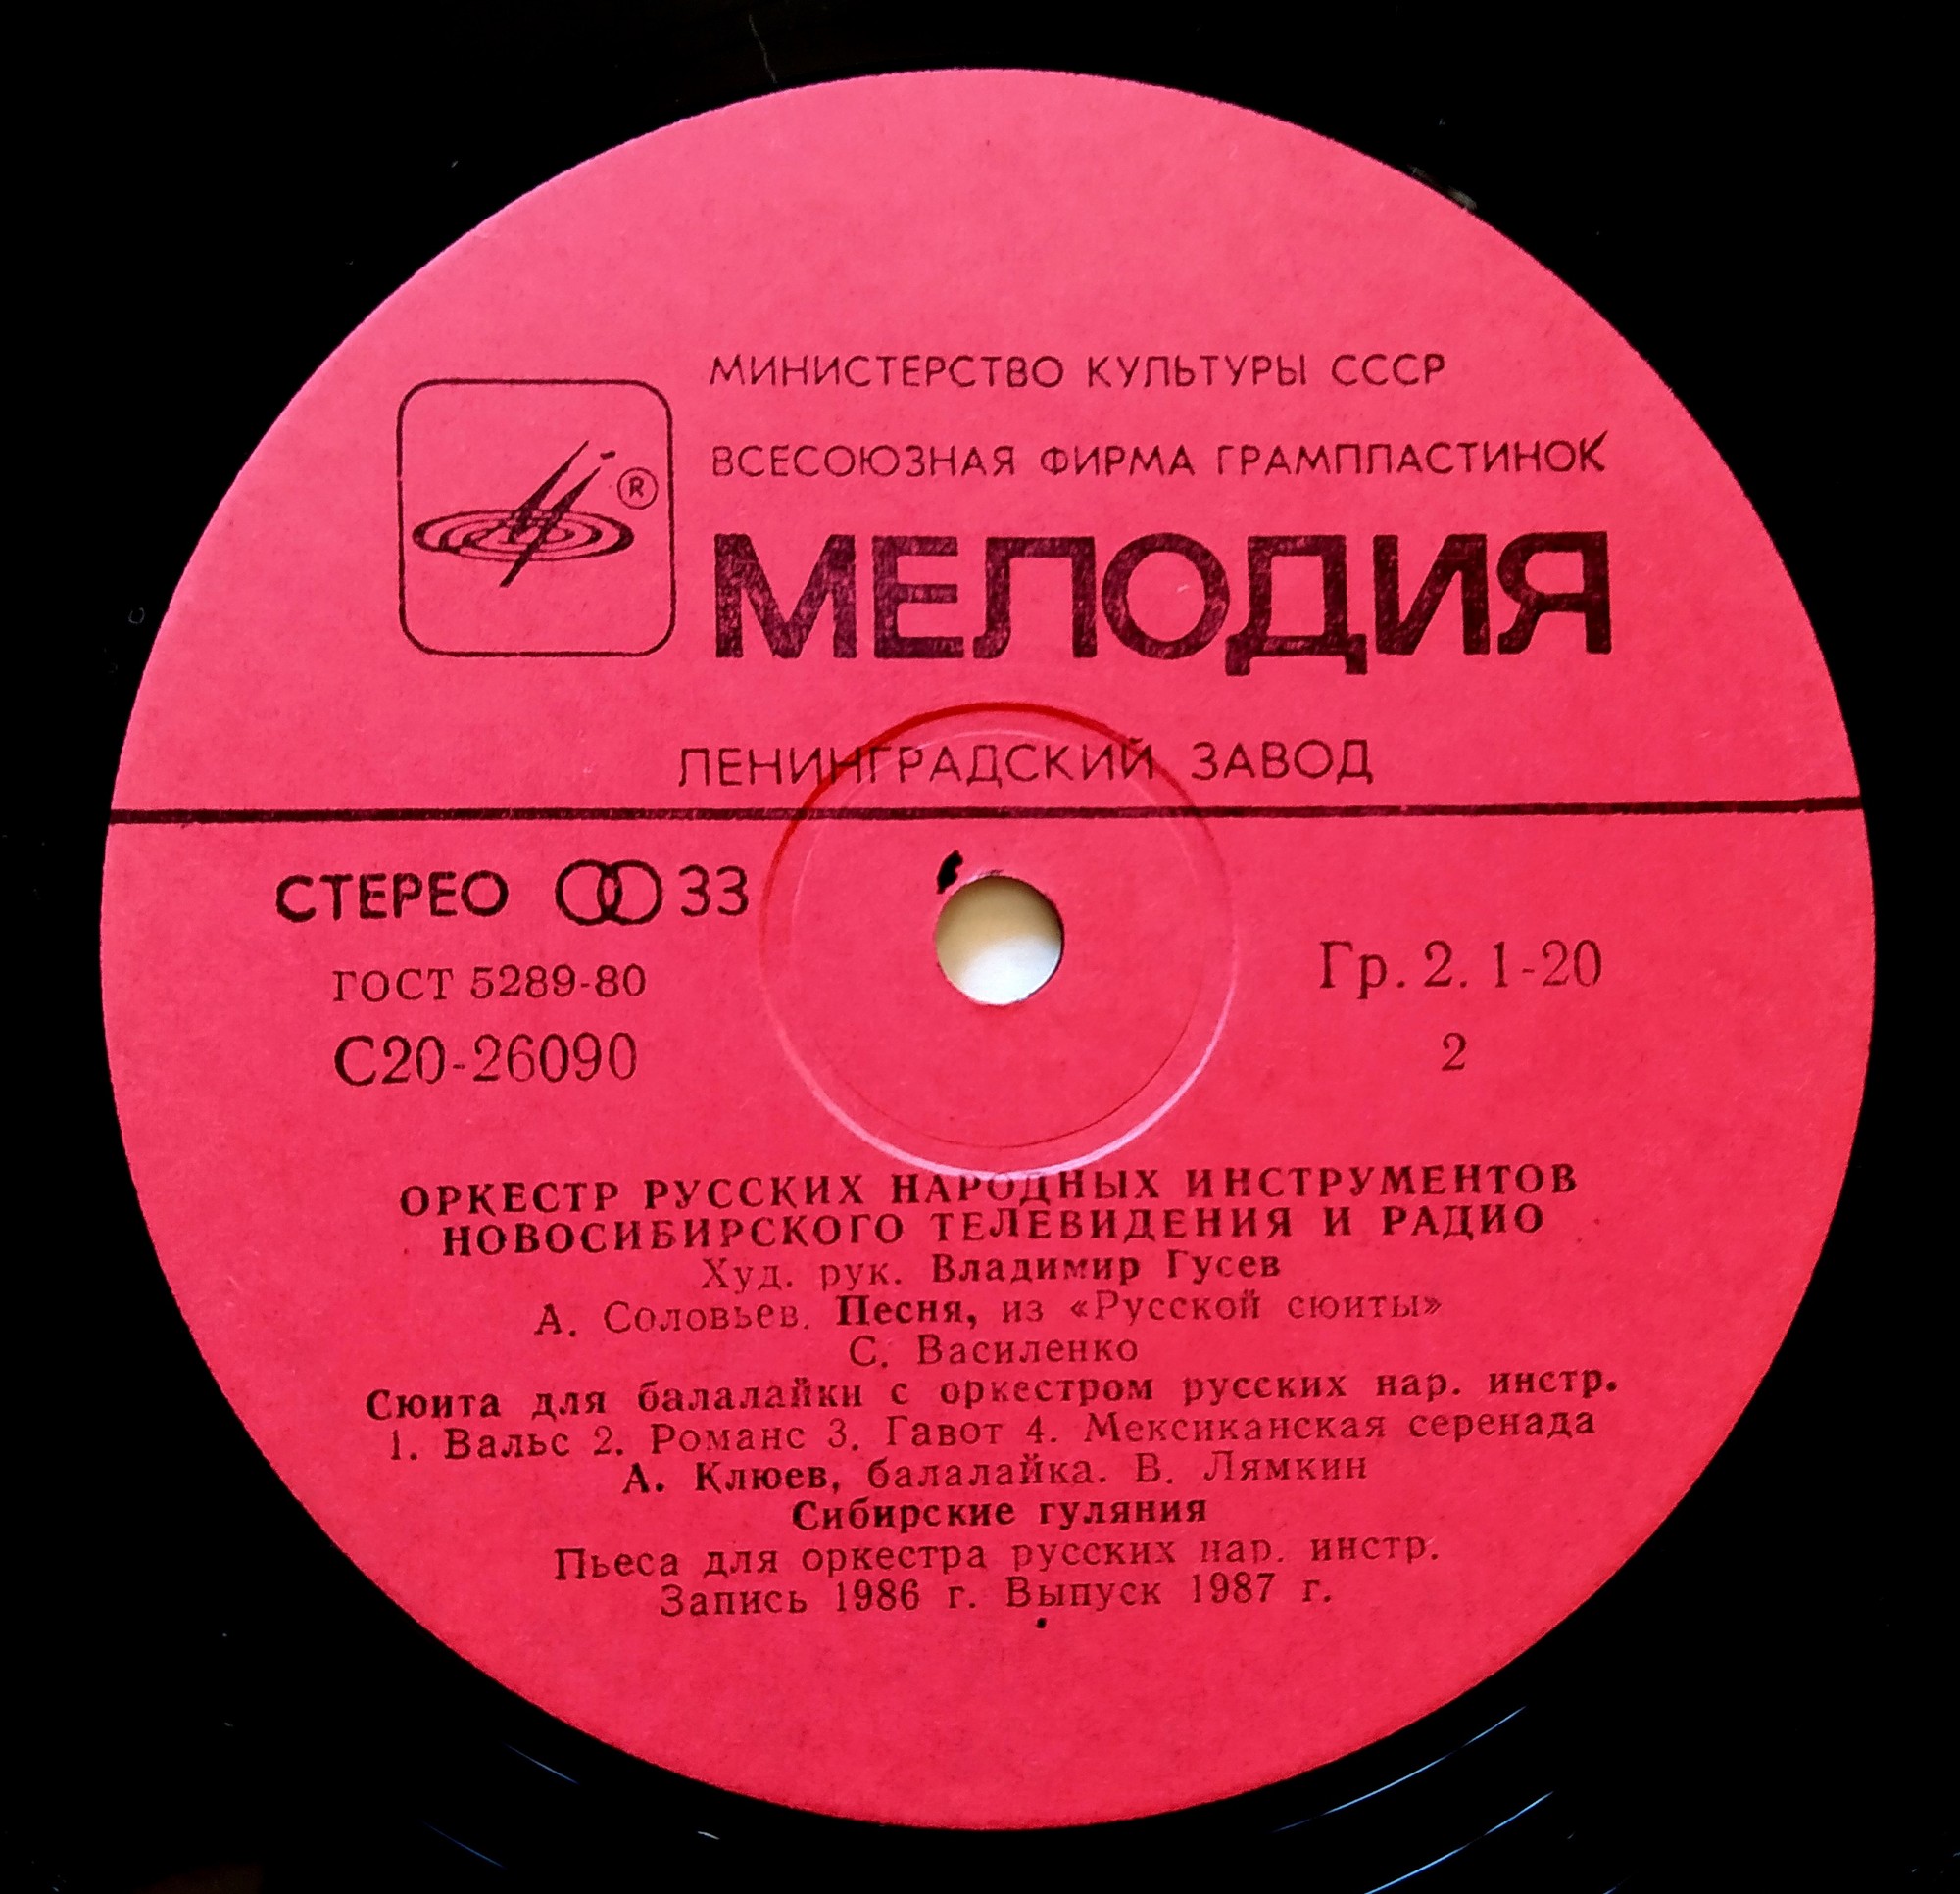 МИНИСТЕРСТВО КУЛЬТУРЫ СССР
ВСЕСОЮЗНАЯ ФИРМА ГРАМПЛАСТИНОК
®
МЕЛОДИЯ
ЛЕНИНГРАДСКИЙ ЗАВОД
СТЕРЕО 33
ГОСТ 5289-80
С20-26090
Гр. 2. 1-20
2
ОРКЕСТР РУССКИХ НАРОДНЫХ ИНСТРУМЕНТОВ
НОВОСИБИРСКОГО ТЕЛЕВИДЕНИЯ И РАДИО
Худ. рук. Владимир Гусев
А. Соловьев. Песня, из «Русской сюиты»
С. Василенко
Сюита для балалайки с оркестром русских нар. инстр.
1. Вальс 2. Романс 3. Гавот 4. Мексиканская серенада
А. Клюев, балалайка. В. Лямкин
Сибирские гуляния
Пьеса для оркестра русских нар. инстр.
Запись 1986 г. Выпуск 1987 г.